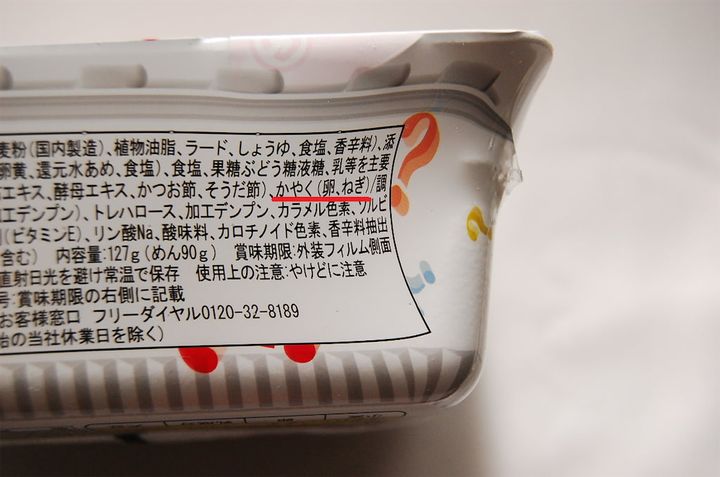 麦粉(国内製造)、植物油脂、ラード、しょうゆ、食塩、香辛料)、添
卵黄、還元水あめ、食塩)、食塩、果糖ぶどう糖液糖、乳等を主要
エキス、酵母エキス、かつお節、そうだ節)、かやく(卵、ねぎ)/調
加工デンプン)、トレハロース、加工デンプン、カラメル色素、ソルビ
(ビタミンE)、リン酸Na、酸味料、カロチノイド色素、香辛料抽出
含む) 内容量:127g(めん90g) 賞味期限:外装フィルム側面
直射日光を避け常温で保存 使用上の注意:やけどに注意
号:賞味期限の右側に記載
お客様窓口 フリーダイヤル0120-32-8189
の当社休業日を除く)